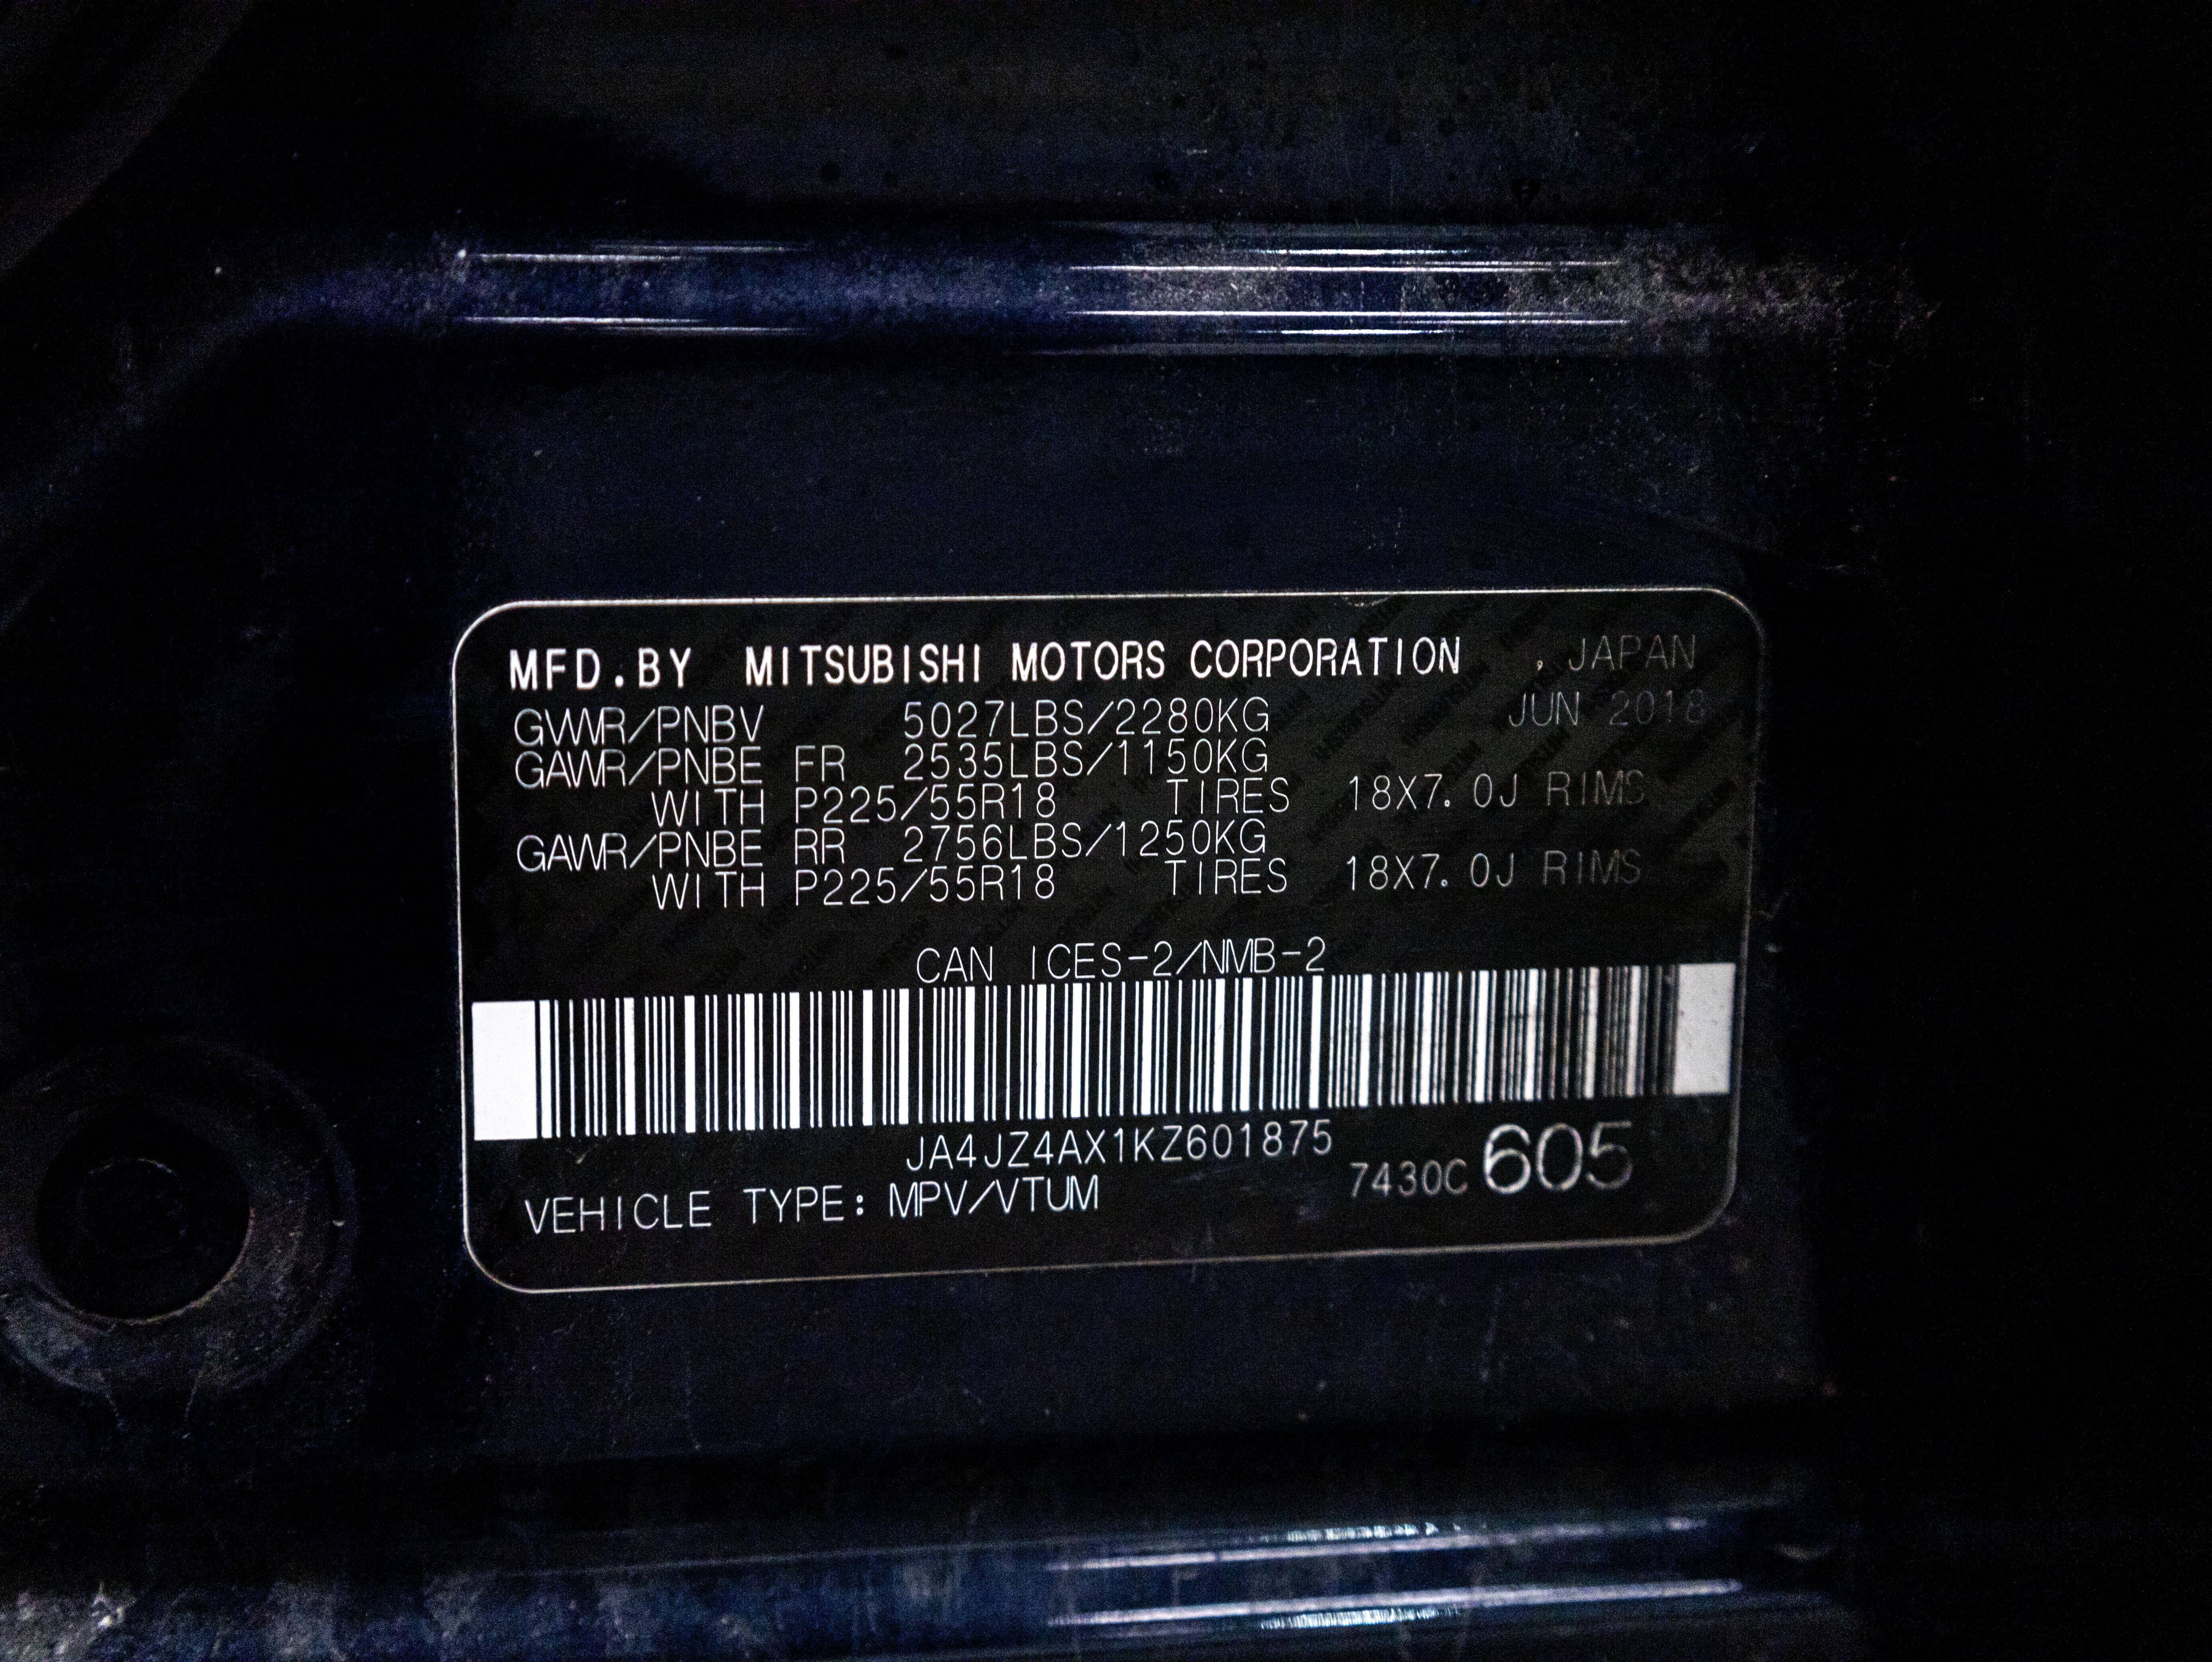 MFD.BY MITSUBISHI MOTORS CORPORATION , JAPAN
GVWR/PNBV 5027LBS/2280KG JUN 2018
GAWR/PNBE FR 2535LBS/1150KG
WITH P225/55R18 TIRES 18X7.0J RIMS
GAWR/PNBE RR 2756LBS/1250KG
WITH P225/55R18 TIRES 18X7.0J RIMS
CAN ICES-2/NMB-2
JA4JZ4AX1KZ601875
VEHICLE TYPE: MPV/VTUM 7430C 605